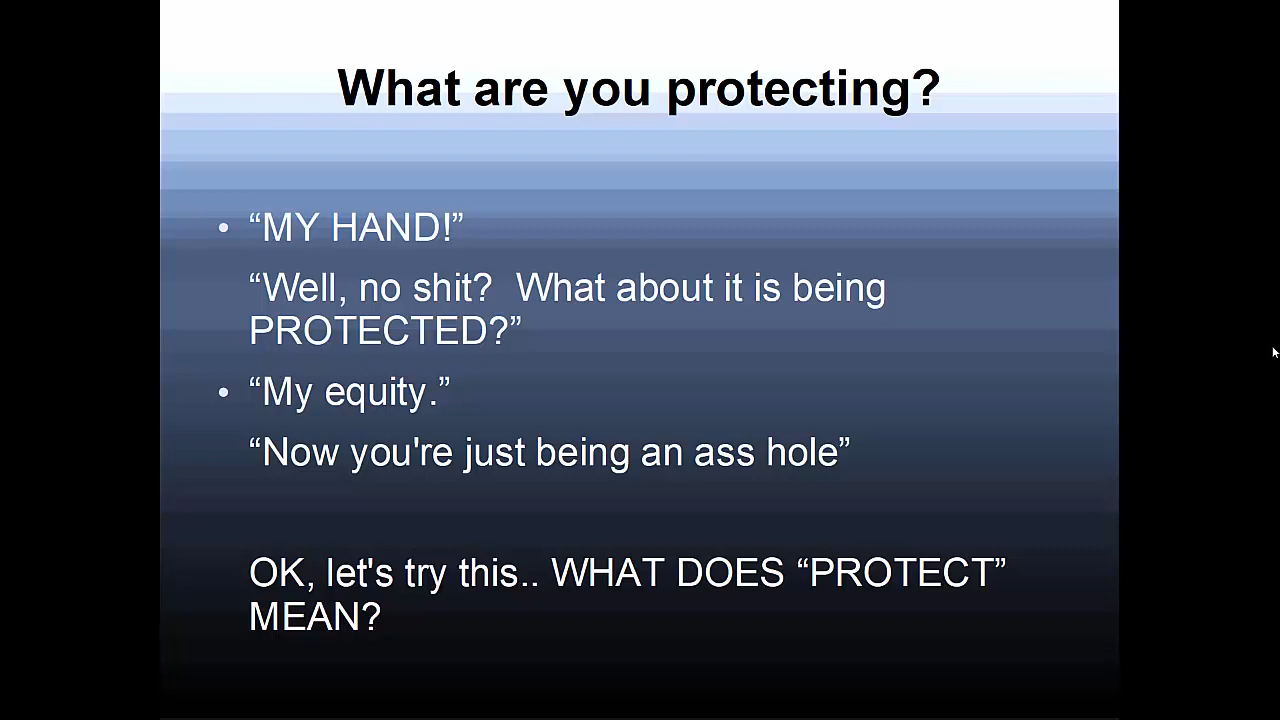 What are you protecting?
• “MY HAND!”
“Well, no shit?  What about it is being
PROTECTED?”
• “My equity.”
“Now you're just being an ass hole”
OK, let's try this.. WHAT DOES “PROTECT”
MEAN?